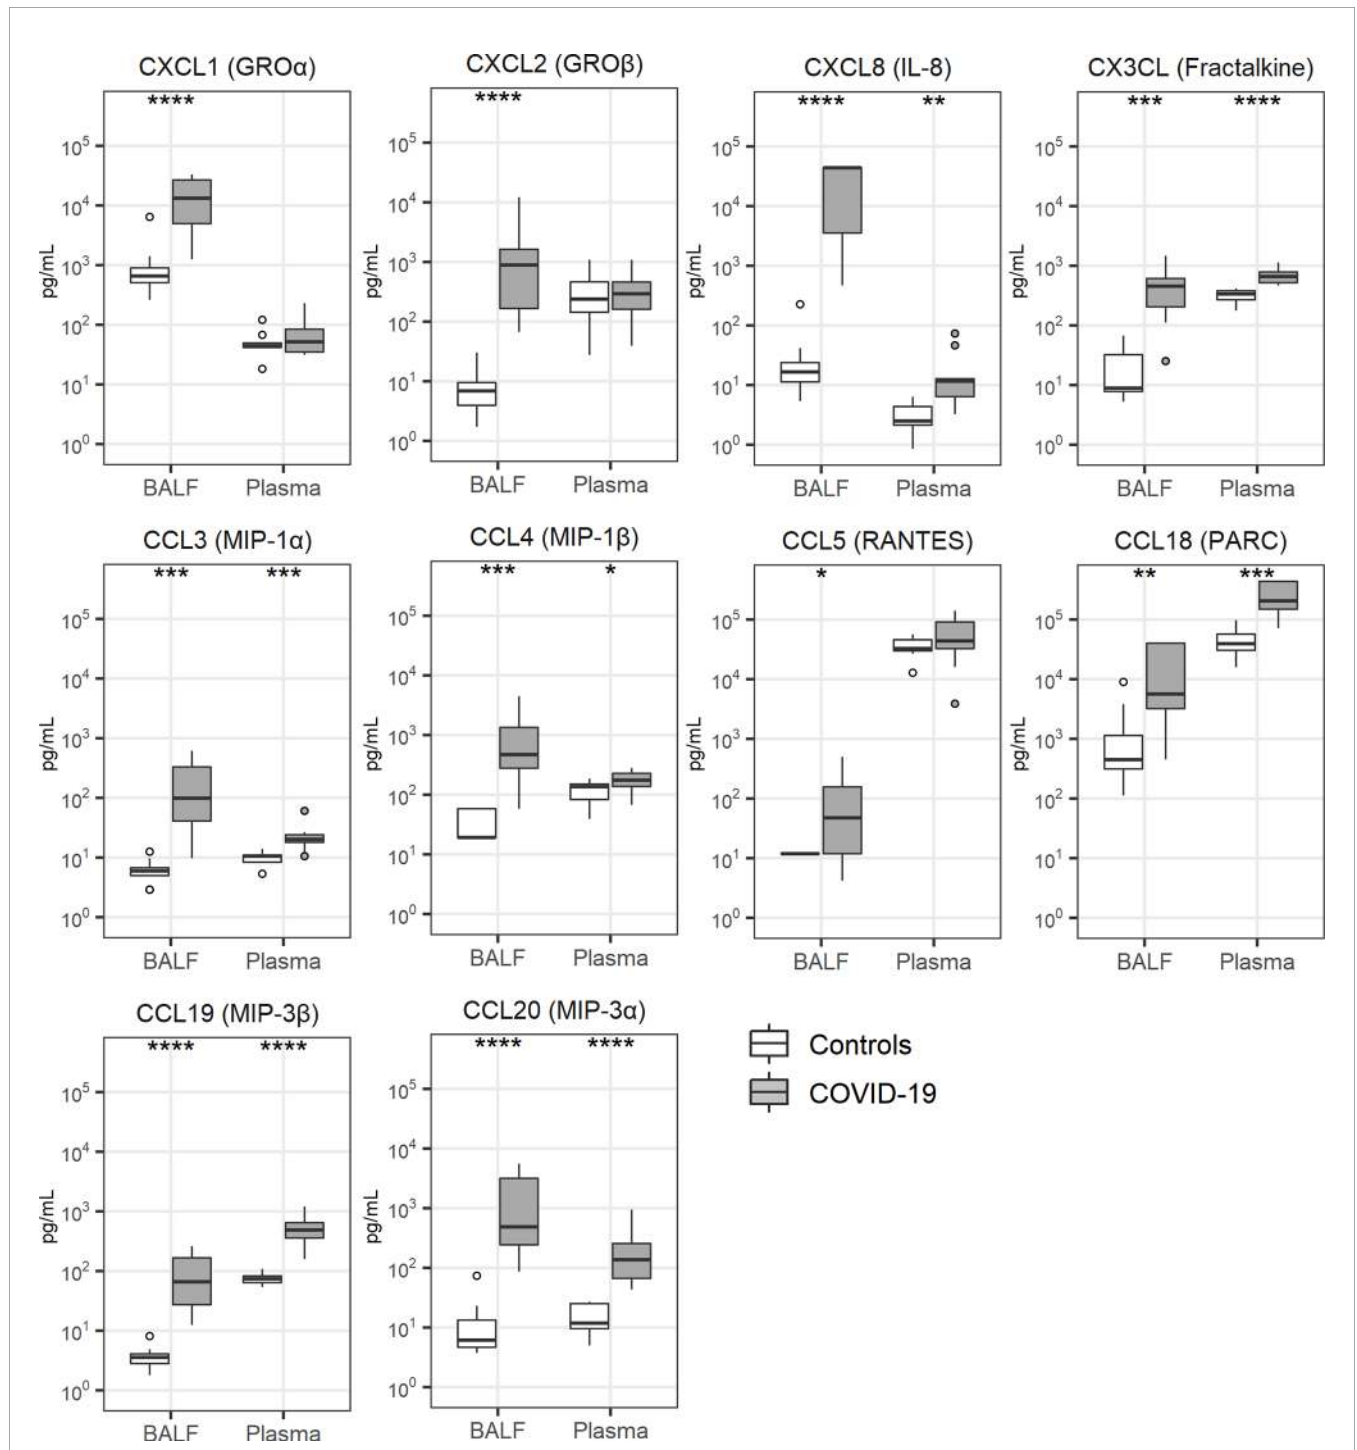 CXCL1 (GROα)
CXCL2 (GROβ)
CXCL8 (IL-8)
CX3CL (Fractalkine)
****
****
****
**
***
****
pg/mL
10⁵
10⁴
10³
10²
10¹
10⁰
BALF
Plasma
pg/mL
10⁵
10⁴
10³
10²
10¹
10⁰
BALF
Plasma
pg/mL
10⁵
10⁴
10³
10²
10¹
10⁰
BALF
Plasma
pg/mL
10⁵
10⁴
10³
10²
10¹
10⁰
BALF
Plasma
CCL3 (MIP-1α)
CCL4 (MIP-1β)
CCL5 (RANTES)
CCL18 (PARC)
***
***
***
*
*
**
***
pg/mL
10⁵
10⁴
10³
10²
10¹
10⁰
BALF
Plasma
pg/mL
10⁵
10⁴
10³
10²
10¹
10⁰
BALF
Plasma
pg/mL
10⁵
10⁴
10³
10²
10¹
10⁰
BALF
Plasma
pg/mL
10⁵
10⁴
10³
10²
10¹
10⁰
BALF
Plasma
CCL19 (MIP-3β)
CCL20 (MIP-3α)
****
****
****
****
pg/mL
10⁵
10⁴
10³
10²
10¹
10⁰
BALF
Plasma
pg/mL
10⁵
10⁴
10³
10²
10¹
10⁰
BALF
Plasma
Controls
COVID-19